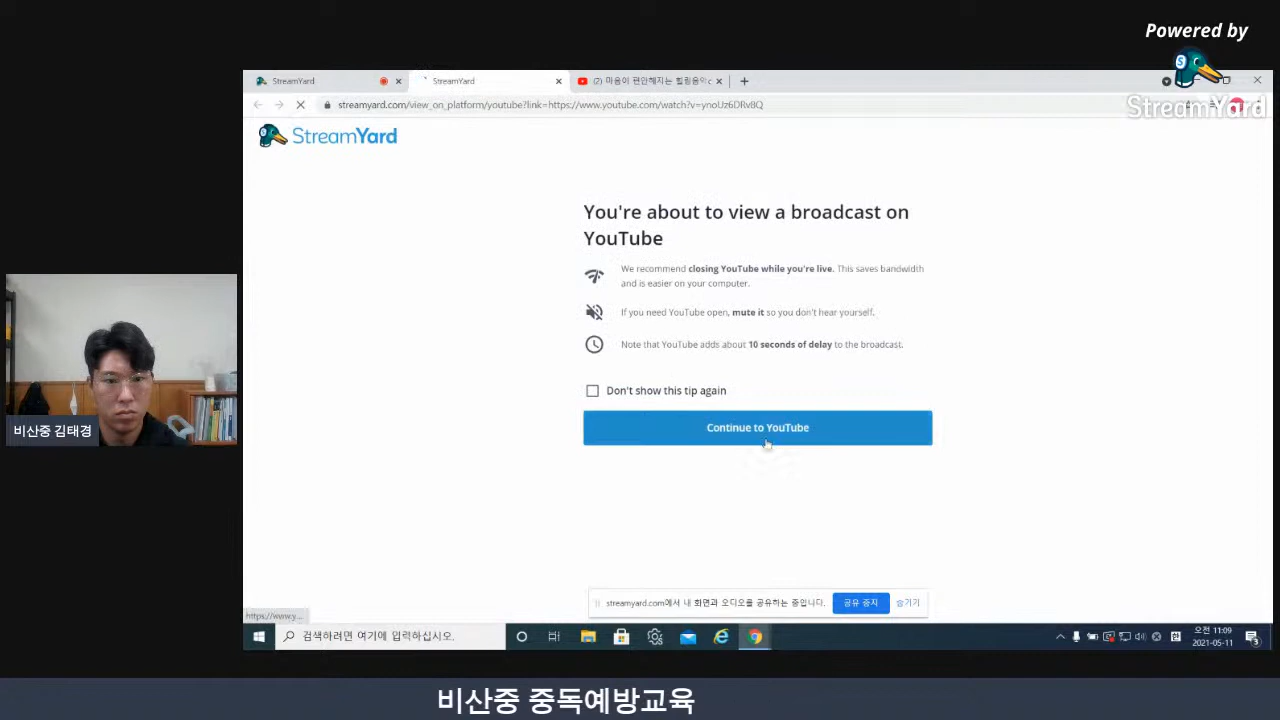 Powered by
StreamYard
StreamYard
StreamYard
(2) 마음이 편안해지는 힐링음악
streamyard.com/view_on_platform/youtube?link=https://www.youtube.com/watch?v=ynoUz6DRv8Q
StreamYard
You're about to view a broadcast on
YouTube
We recommend closing YouTube while you're live. This saves bandwidth
and is easier on your computer.
If you need YouTube open, mute it so you don't hear yourself.
Note that YouTube adds about 10 seconds of delay to the broadcast.
Don't show this tip again
Continue to YouTube
비산중 김태경
streamyard.com에서 내 화면과 오디오를 공유하는 중입니다.
공유 중지
숨기기
https://www.y...
검색하려면 여기에 입력하십시오.
오전 11:09
2021-05-11
비산중 중독예방교육